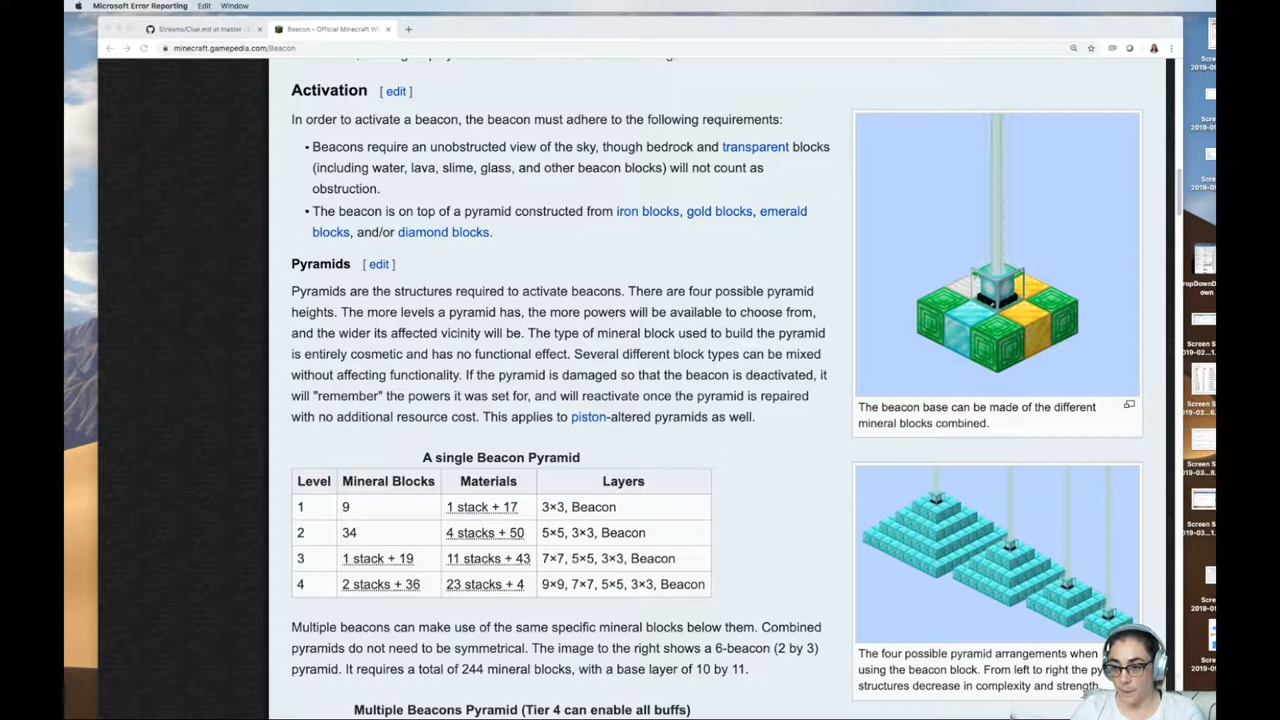 Microsoft Error Reporting Edit Window
Streams/Clue.md at master · Beacon – Official Minecraft W
minecraft.gamepedia.com/Beacon
Activation [ edit ]
In order to activate a beacon, the beacon must adhere to the following requirements:
Beacons require an unobstructed view of the sky, though bedrock and transparent blocks
(including water, lava, slime, glass, and other beacon blocks) will not count as
obstruction.
The beacon is on top of a pyramid constructed from iron blocks, gold blocks, emerald
blocks, and/or diamond blocks.
Pyramids [ edit ]
Pyramids are the structures required to activate beacons. There are four possible pyramid
heights. The more levels a pyramid has, the more powers will be available to choose from,
and the wider its affected vicinity will be. The type of mineral block used to build the pyramid
is entirely cosmetic and has no functional effect. Several different block types can be mixed
without affecting functionality. If the pyramid is damaged so that the beacon is deactivated, it
will "remember" the powers it was set for, and will reactivate once the pyramid is repaired
with no additional resource cost. This applies to piston-altered pyramids as well.
A single Beacon Pyramid
Level Mineral Blocks Materials Layers
1 9 1 stack + 17 3×3, Beacon
2 34 4 stacks + 50 5×5, 3×3, Beacon
3 1 stack + 19 11 stacks + 43 7×7, 5×5, 3×3, Beacon
4 2 stacks + 36 23 stacks + 4 9×9, 7×7, 5×5, 3×3, Beacon
Multiple beacons can make use of the same specific mineral blocks below them. Combined
pyramids do not need to be symmetrical. The image to the right shows a 6-beacon (2 by 3)
pyramid. It requires a total of 244 mineral blocks, with a base layer of 10 by 11.
Multiple Beacons Pyramid (Tier 4 can enable all buffs)
The beacon base can be made of the different
mineral blocks combined.
The four possible pyramid arrangements when
using the beacon block. From left to right the py
structures decrease in complexity and strength.